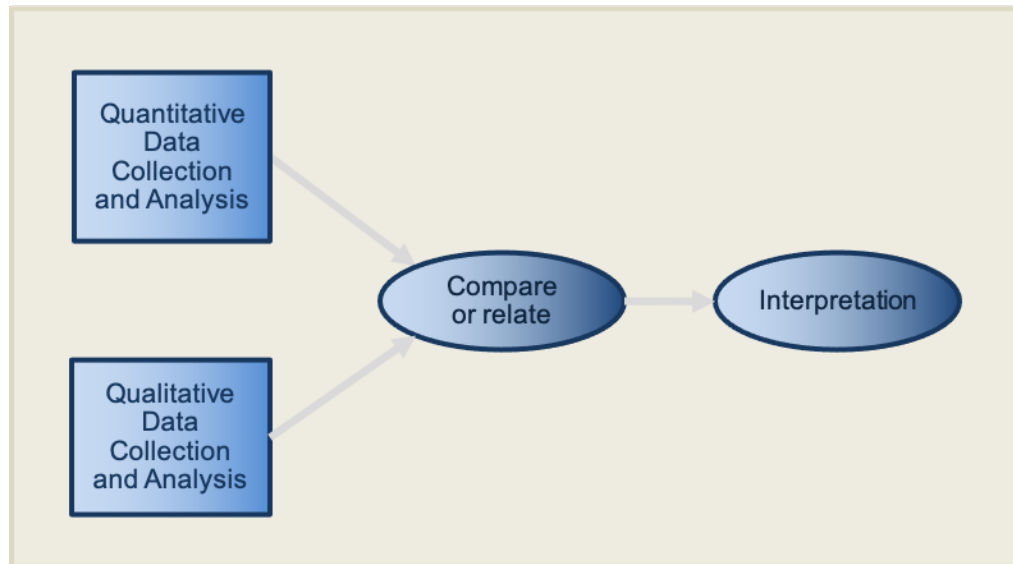 Quantitative
Data
Collection
and Analysis
Qualitative
Data
Collection
and Analysis
Compare
or relate
Interpretation